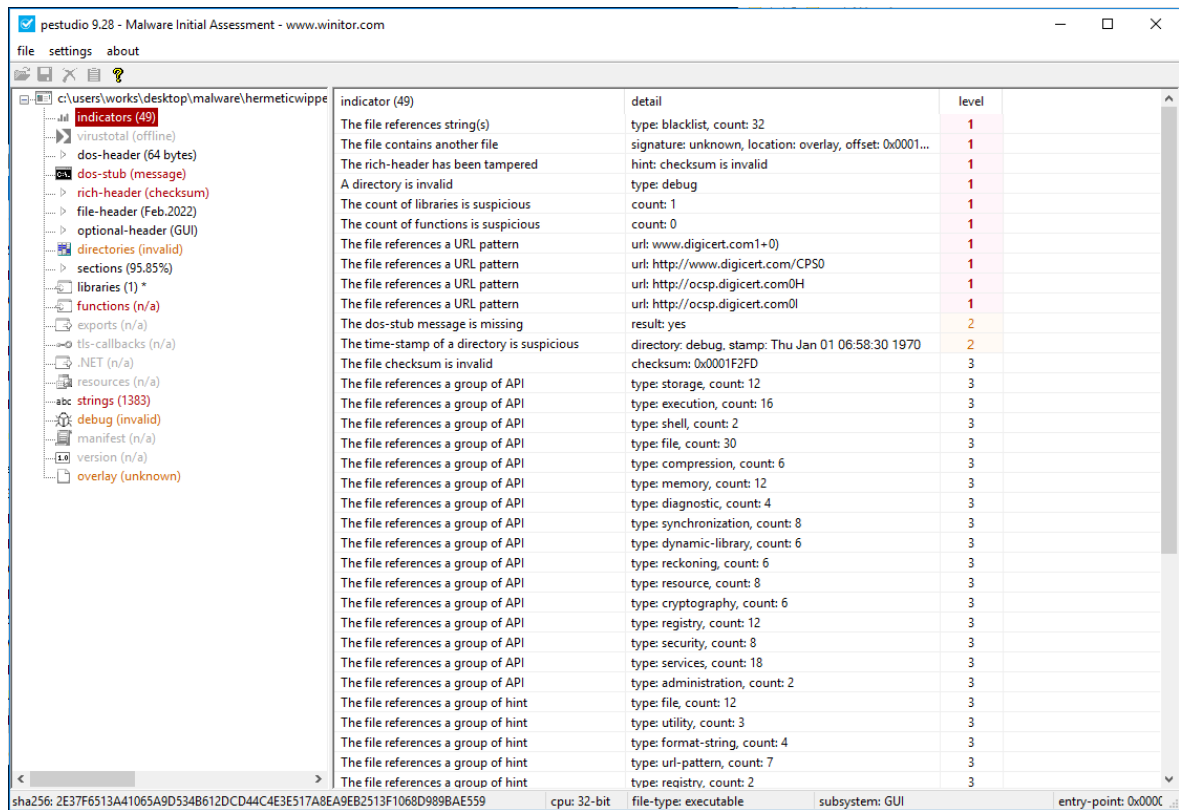 pestudio 9.28 - Malware Initial Assessment - www.winitor.com
file settings about
c:\users\works\desktop\malware\hermeticwippe
indicators (49)
virustotal (offline)
dos-header (64 bytes)
dos-stub (message)
rich-header (checksum)
file-header (Feb.2022)
optional-header (GUI)
directories (invalid)
sections (95.85%)
libraries (1) *
functions (n/a)
exports (n/a)
tls-callbacks (n/a)
.NET (n/a)
resources (n/a)
abc strings (1383)
debug (invalid)
manifest (n/a)
1.0 version (n/a)
overlay (unknown)
indicator (49) detail level
The file references string(s) type: blacklist, count: 32 1
The file contains another file signature: unknown, location: overlay, offset: 0x0001... 1
The rich-header has been tampered hint: checksum is invalid 1
A directory is invalid type: debug 1
The count of libraries is suspicious count: 1 1
The count of functions is suspicious count: 0 1
The file references a URL pattern url: www.digicert.com1+0) 1
The file references a URL pattern url: http://www.digicert.com/CPS0 1
The file references a URL pattern url: http://ocsp.digicert.com0H 1
The file references a URL pattern url: http://ocsp.digicert.com0I 1
The dos-stub message is missing result: yes 2
The time-stamp of a directory is suspicious directory: debug, stamp: Thu Jan 01 06:58:30 1970 2
The file checksum is invalid checksum: 0x0001F2FD 3
The file references a group of API type: storage, count: 12 3
The file references a group of API type: execution, count: 16 3
The file references a group of API type: shell, count: 2 3
The file references a group of API type: file, count: 30 3
The file references a group of API type: compression, count: 6 3
The file references a group of API type: memory, count: 12 3
The file references a group of API type: diagnostic, count: 4 3
The file references a group of API type: synchronization, count: 8 3
The file references a group of API type: dynamic-library, count: 6 3
The file references a group of API type: reckoning, count: 6 3
The file references a group of API type: resource, count: 8 3
The file references a group of API type: cryptography, count: 6 3
The file references a group of API type: registry, count: 12 3
The file references a group of API type: security, count: 8 3
The file references a group of API type: services, count: 18 3
The file references a group of API type: administration, count: 2 3
The file references a group of hint type: file, count: 12 3
The file references a group of hint type: utility, count: 3 3
The file references a group of hint type: format-string, count: 4 3
The file references a group of hint type: url-pattern, count: 7 3
The file references a group of hint type: registry, count: 2 3
sha256: 2E37F6513A41065A9D534B612DCD44C4E3E517A8EA9EB2513F1068D989BAE559 cpu: 32-bit file-type: executable subsystem: GUI entry-point: 0x0000